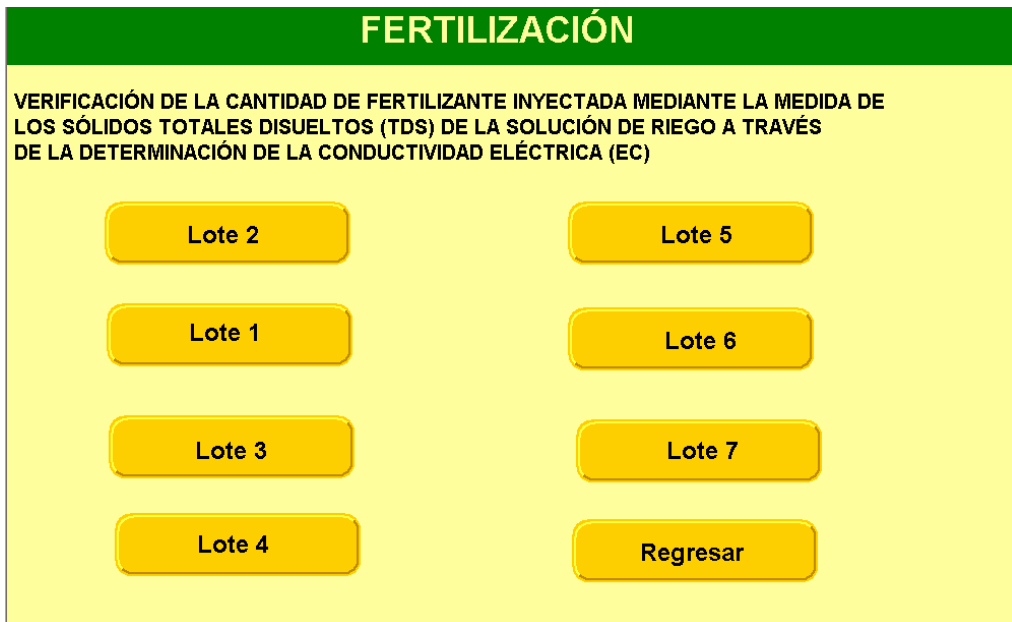 FERTILIZACIÓN
VERIFICACIÓN DE LA CANTIDAD DE FERTILIZANTE INYECTADA MEDIANTE LA MEDIDA DE
LOS SÓLIDOS TOTALES DISUELTOS (TDS) DE LA SOLUCIÓN DE RIEGO A TRAVÉS
DE LA DETERMINACIÓN DE LA CONDUCTIVIDAD ELÉCTRICA (EC)
Lote 2
Lote 5
Lote 1
Lote 6
Lote 3
Lote 7
Lote 4
Regresar